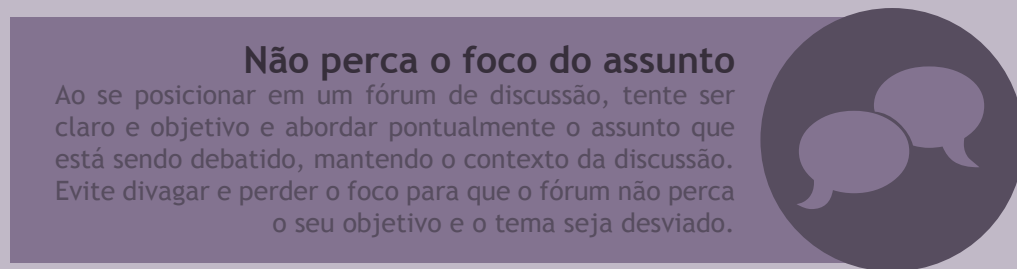 Não perca o foco do assunto
Ao se posicionar em um fórum de discussão, tente ser
claro e objetivo e abordar pontualmente o assunto que
está sendo debatido, mantendo o contexto da discussão.
Evite divagar e perder o foco para que o fórum não perca
o seu objetivo e o tema seja desviado.